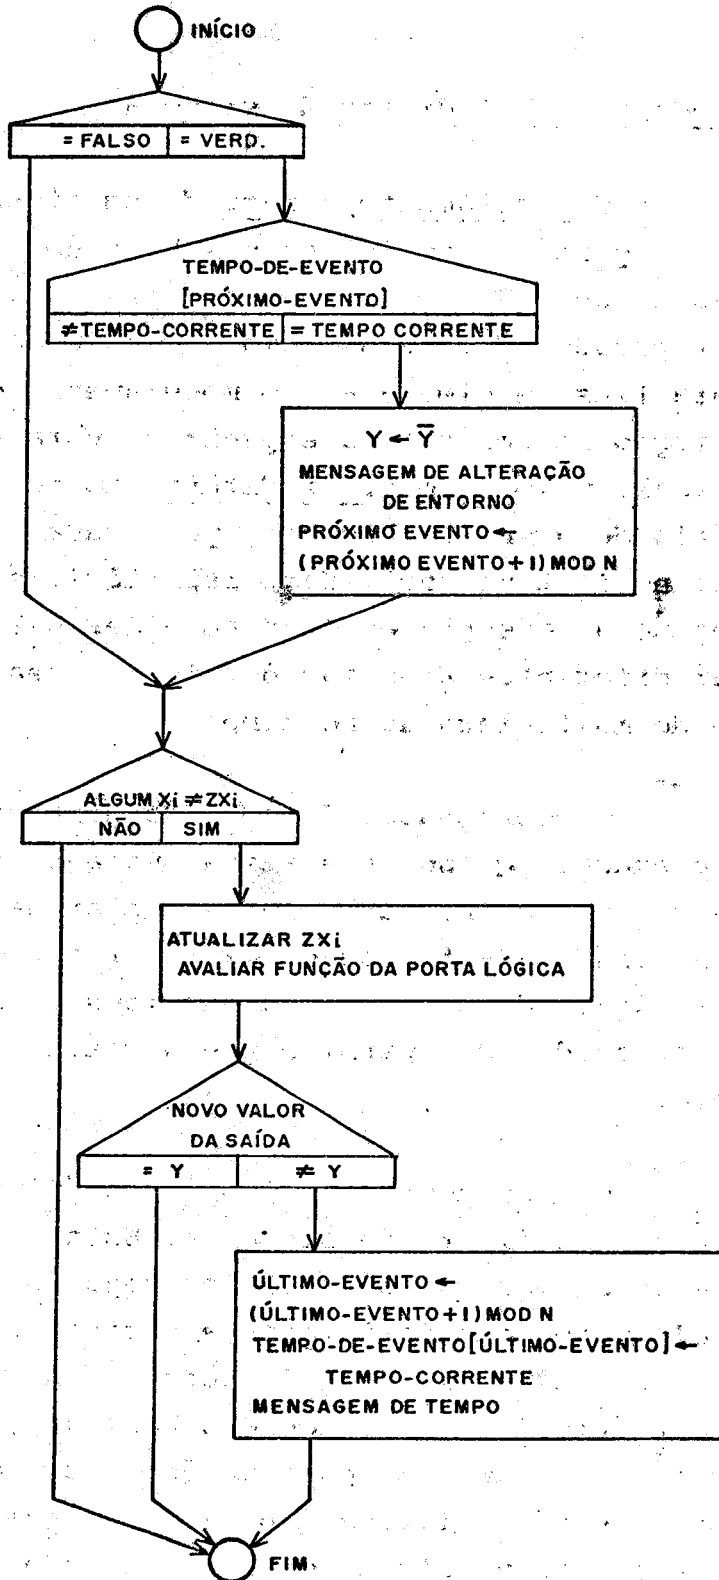 INÍCIO
= FALSO = VERD.
TEMPO-DE-EVENTO
[PRÓXIMO-EVENTO]
≠TEMPO-CORRENTE = TEMPO CORRENTE
Y ← Y̅
MENSAGEM DE ALTERAÇÃO
DE ENTORNO
PRÓXIMO EVENTO←
(PRÓXIMO EVENTO+1) MOD N
ALGUM Xi ≠ ZXi
NÃO SIM
ATUALIZAR ZXi
AVALIAR FUNÇÃO DA PORTA LÓGICA
NOVO VALOR
DA SAÍDA
= Y ≠ Y
ÚLTIMO-EVENTO ←
(ÚLTIMO-EVENTO+1) MOD N
TEMPO-DE-EVENTO[ÚLTIMO-EVENTO]←
TEMPO-CORRENTE
MENSAGEM DE TEMPO
FIM